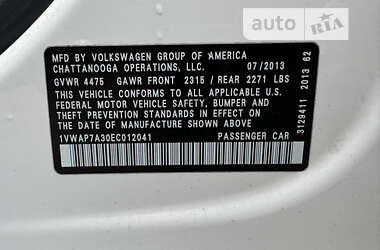 AUTO.RIA
MFD BY VOLKSWAGEN GROUP OF AMERICA
CHATTANOOGA OPERATIONS, LLC. 07/2013
GVWR 4475 GAWR FRONT 2315 / REAR 2271 LBS
THIS VEHICLE CONFORMS TO ALL APPLICABLE U.S.
FEDERAL MOTOR VEHICLE SAFETY, BUMPER AND
THEFT PREVENTION STANDARDS IN EFFECT ON THE
DATE OF MANUFACTURE SHOWN ABOVE.
1VWAP7A30EC012041 PASSENGER CAR
3129411 2013 62